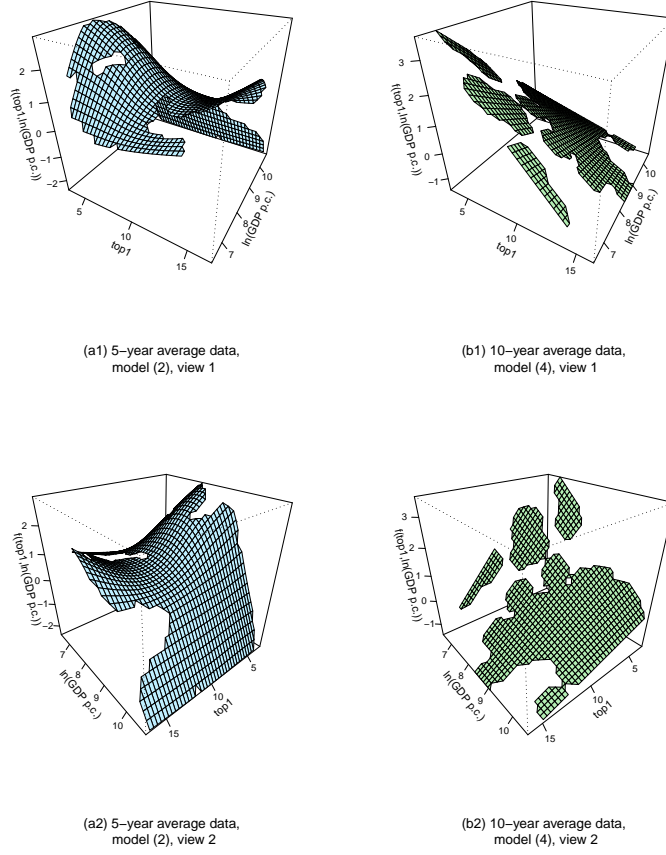 2
1
0
−1
−2
f(top1,ln(GDP p.c.))
5
10
15
top1
7
8
9
10
ln(GDP p.c.)
(a1) 5−year average data,
model (2), view 1
3
2
1
0
−1
f(top1,ln(GDP p.c.))
5
10
15
top1
7
8
9
10
ln(GDP p.c.)
(b1) 10−year average data,
model (4), view 1
2
1
0
−1
−2
f(top1,ln(GDP p.c.))
7
8
9
10
ln(GDP p.c.)
15
10
5
top1
(a2) 5−year average data,
model (2), view 2
3
2
1
0
−1
f(top1,ln(GDP p.c.))
7
8
9
10
ln(GDP p.c.)
15
10
5
top1
(b2) 10−year average data,
model (4), view 2